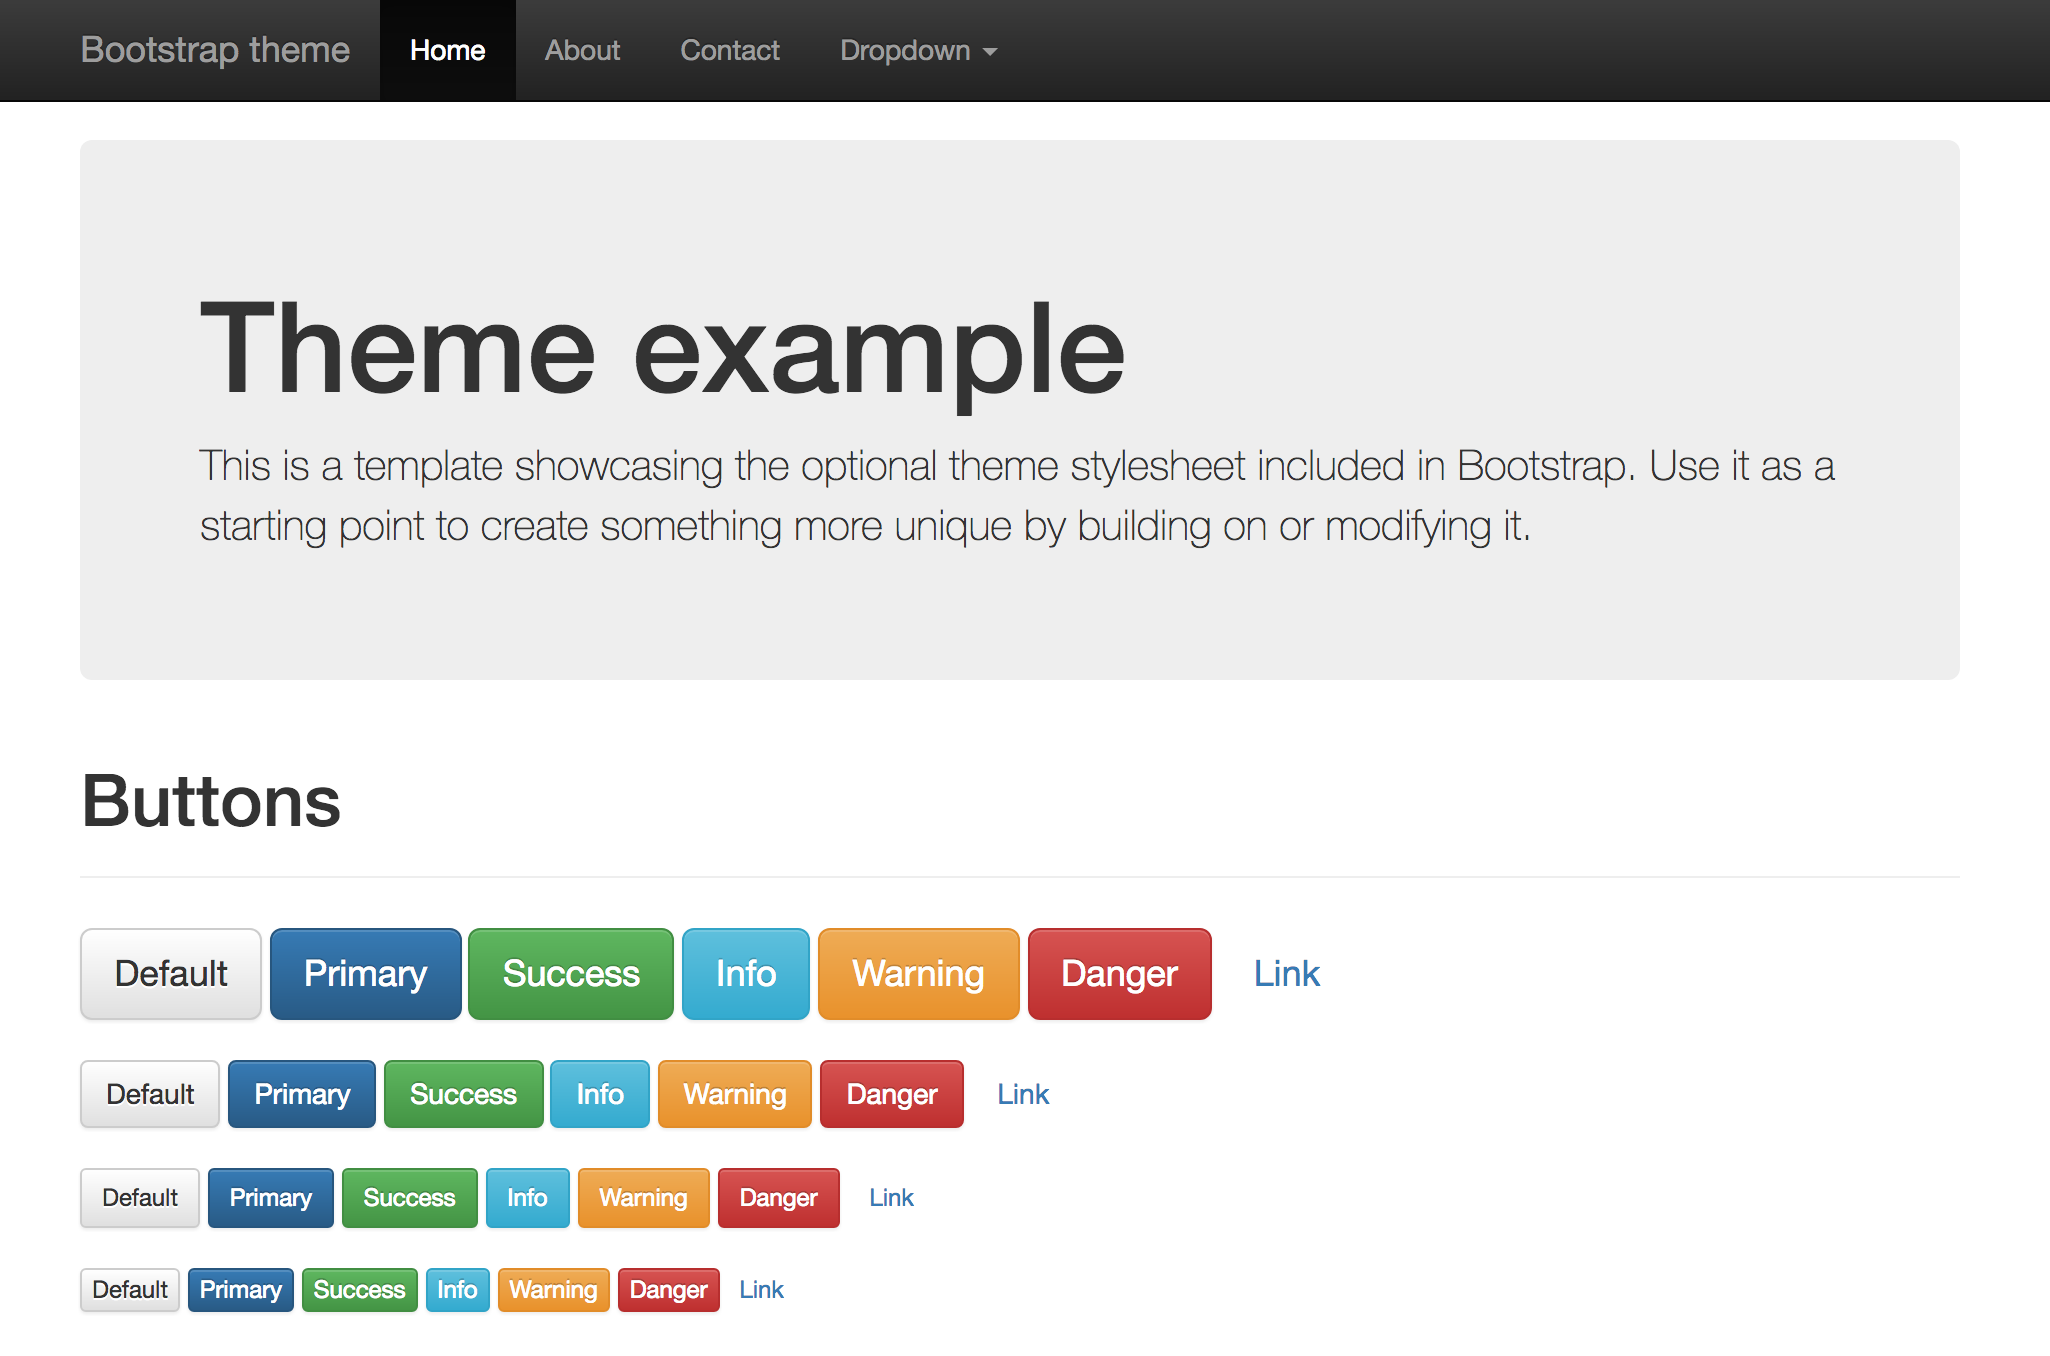 Bootstrap theme Home About Contact Dropdown
Theme example
This is a template showcasing the optional theme stylesheet included in Bootstrap. Use it as a
starting point to create something more unique by building on or modifying it.
Buttons
Default Primary Success Info Warning Danger Link
Default Primary Success Info Warning Danger Link
Default Primary Success Info Warning Danger Link
Default Primary Success Info Warning Danger Link